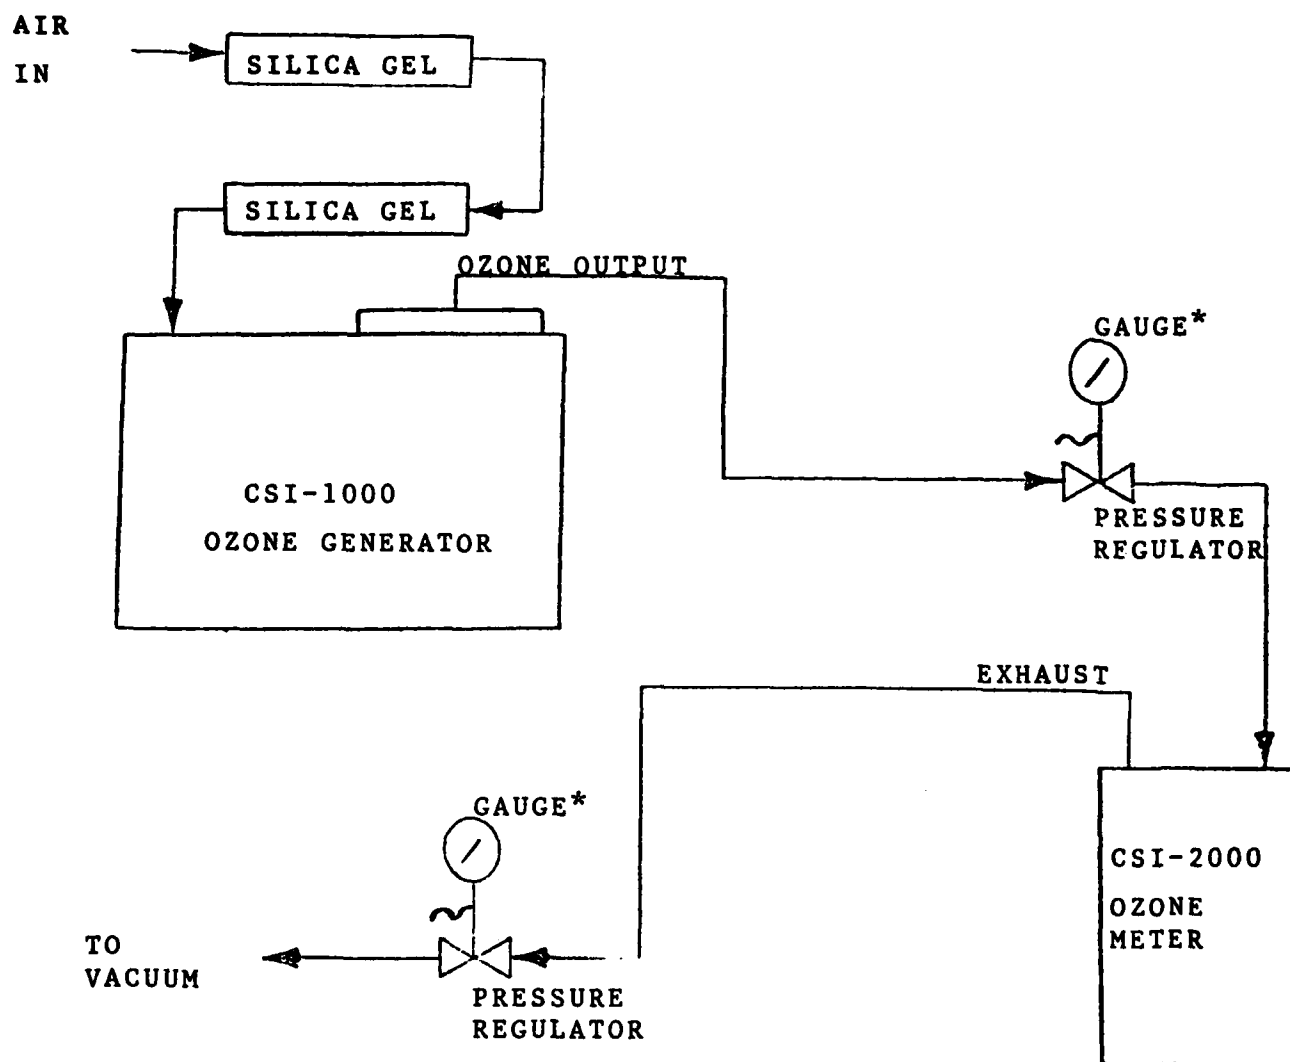 AIR
IN
SILICA GEL
SILICA GEL
OZONE OUTPUT
GAUGE*
CSI-1000
OZONE GENERATOR
PRESSURE
REGULATOR
EXHAUST
GAUGE*
CSI-2000
OZONE
METER
TO
VACUUM
PRESSURE
REGULATOR